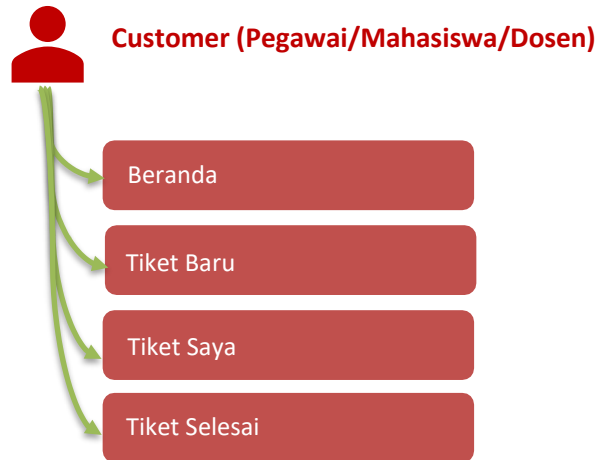 Customer (Pegawai/Mahasiswa/Dosen)
Beranda
Tiket Baru
Tiket Saya
Tiket Selesai